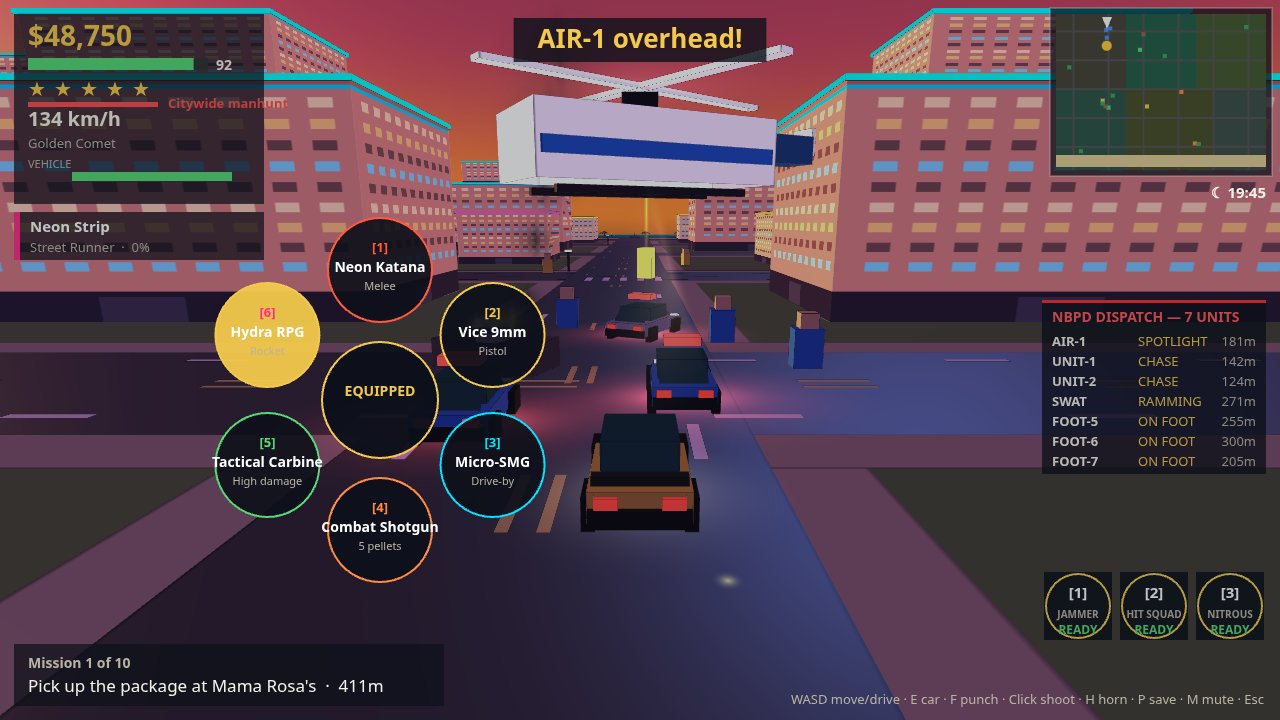 $48,750
92
★ ★ ★ ★ ★
Citywide manhunt
134 km/h
Golden Comet
VEHICLE
Neon Strip
Street Runner · 0%
AIR-1 overhead!
☾ 19:45
[1]
Neon Katana
Melee
[6]
Hydra RPG
Rocket
[2]
Vice 9mm
Pistol
EQUIPPED
[5]
Tactical Carbine
High damage
[3]
Micro-SMG
Drive-by
[4]
Combat Shotgun
5 pellets
NBPD DISPATCH — 7 UNITS
AIR-1 SPOTLIGHT 181m
UNIT-1 CHASE 142m
UNIT-2 CHASE 124m
SWAT RAMMING 271m
FOOT-5 ON FOOT 255m
FOOT-6 ON FOOT 300m
FOOT-7 ON FOOT 205m
[1] [2] [3]
JAMMER HIT SQUAD NITROUS
READY READY READY
Mission 1 of 10
Pick up the package at Mama Rosa's · 411m
WASD move/drive · E car · F punch · Click shoot · H horn · P save · M mute · Esc